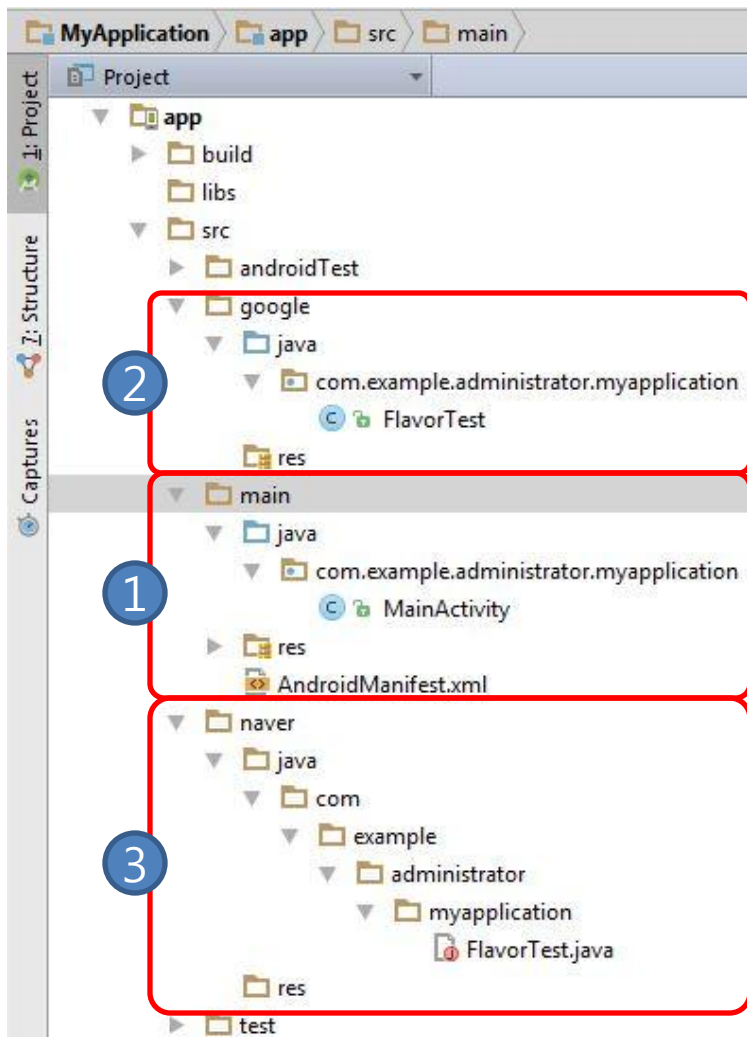 MyApplication app src main
Project
1: Project
7: Structure
Captures
app
build
libs
src
androidTest
google
java
2
com.example.administrator.myapplication
C FlavorTest
res
main
java
1
com.example.administrator.myapplication
C MainActivity
res
<> AndroidManifest.xml
naver
java
com
example
3
administrator
myapplication
J FlavorTest.java
res
test